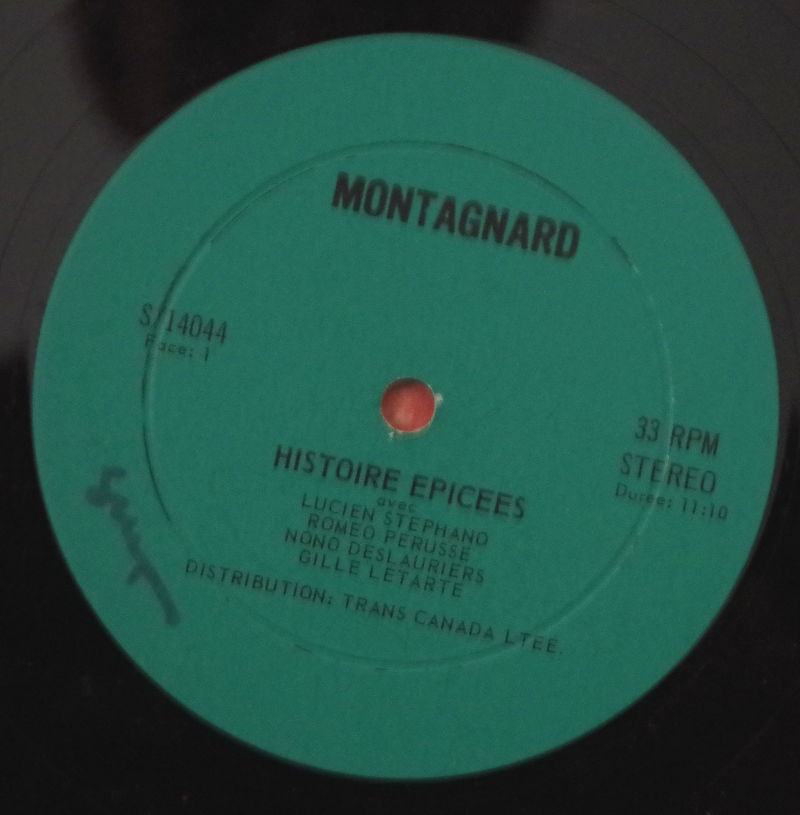 MONTAGNARD
S/14044
Face: 1
33 RPM
STEREO
Durée: 11:10
HISTOIRE EPICEES
avec
LUCIEN STEPHANO
ROMEO PERUSSE
NONO DESLAURIERS
GILLE LETARTE
DISTRIBUTION: TRANS CANADA LTEE.